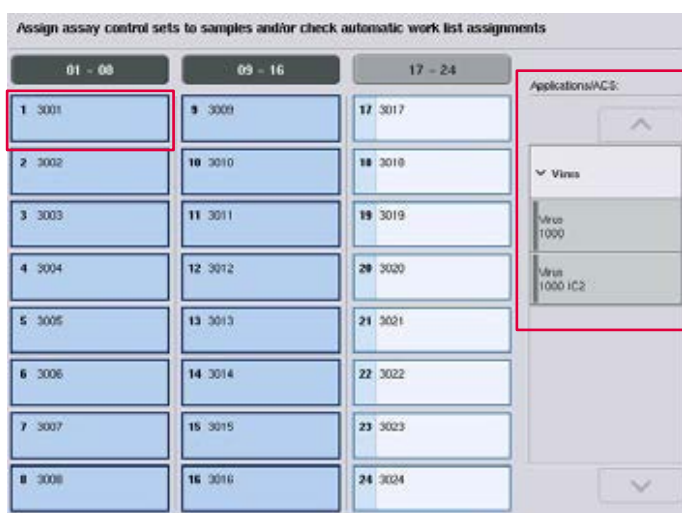 Assign assay control sets to samples and/or check automatic work list assignments
01 - 08
09 - 16
17 - 24
Applications/ACS:
1 3001
9 3009
17 3017
2 3002
10 3010
18 3018
Virus
3 3003
11 3011
19 3019
Virus
1000
4 3004
12 3012
20 3020
Virus
1000 IC2
5 3005
13 3013
21 3021
6 3006
14 3014
22 3022
7 3007
15 3015
23 3023
8 3008
16 3016
24 3024